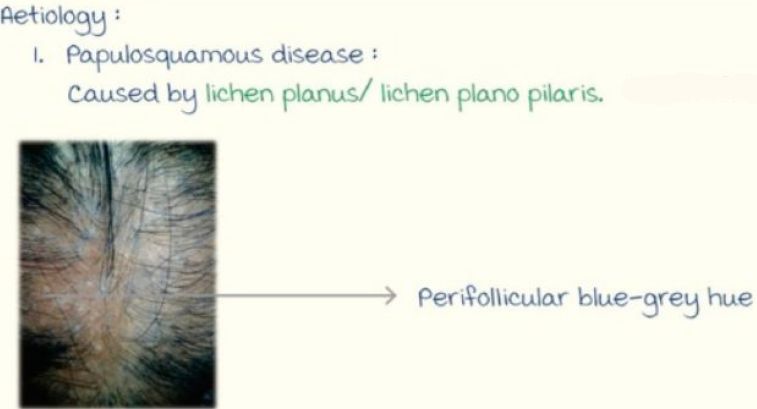 Aetiology :
1. Papulosquamous disease :
Caused by lichen planus/ lichen plano pilaris.
Perifollicular blue-grey hue